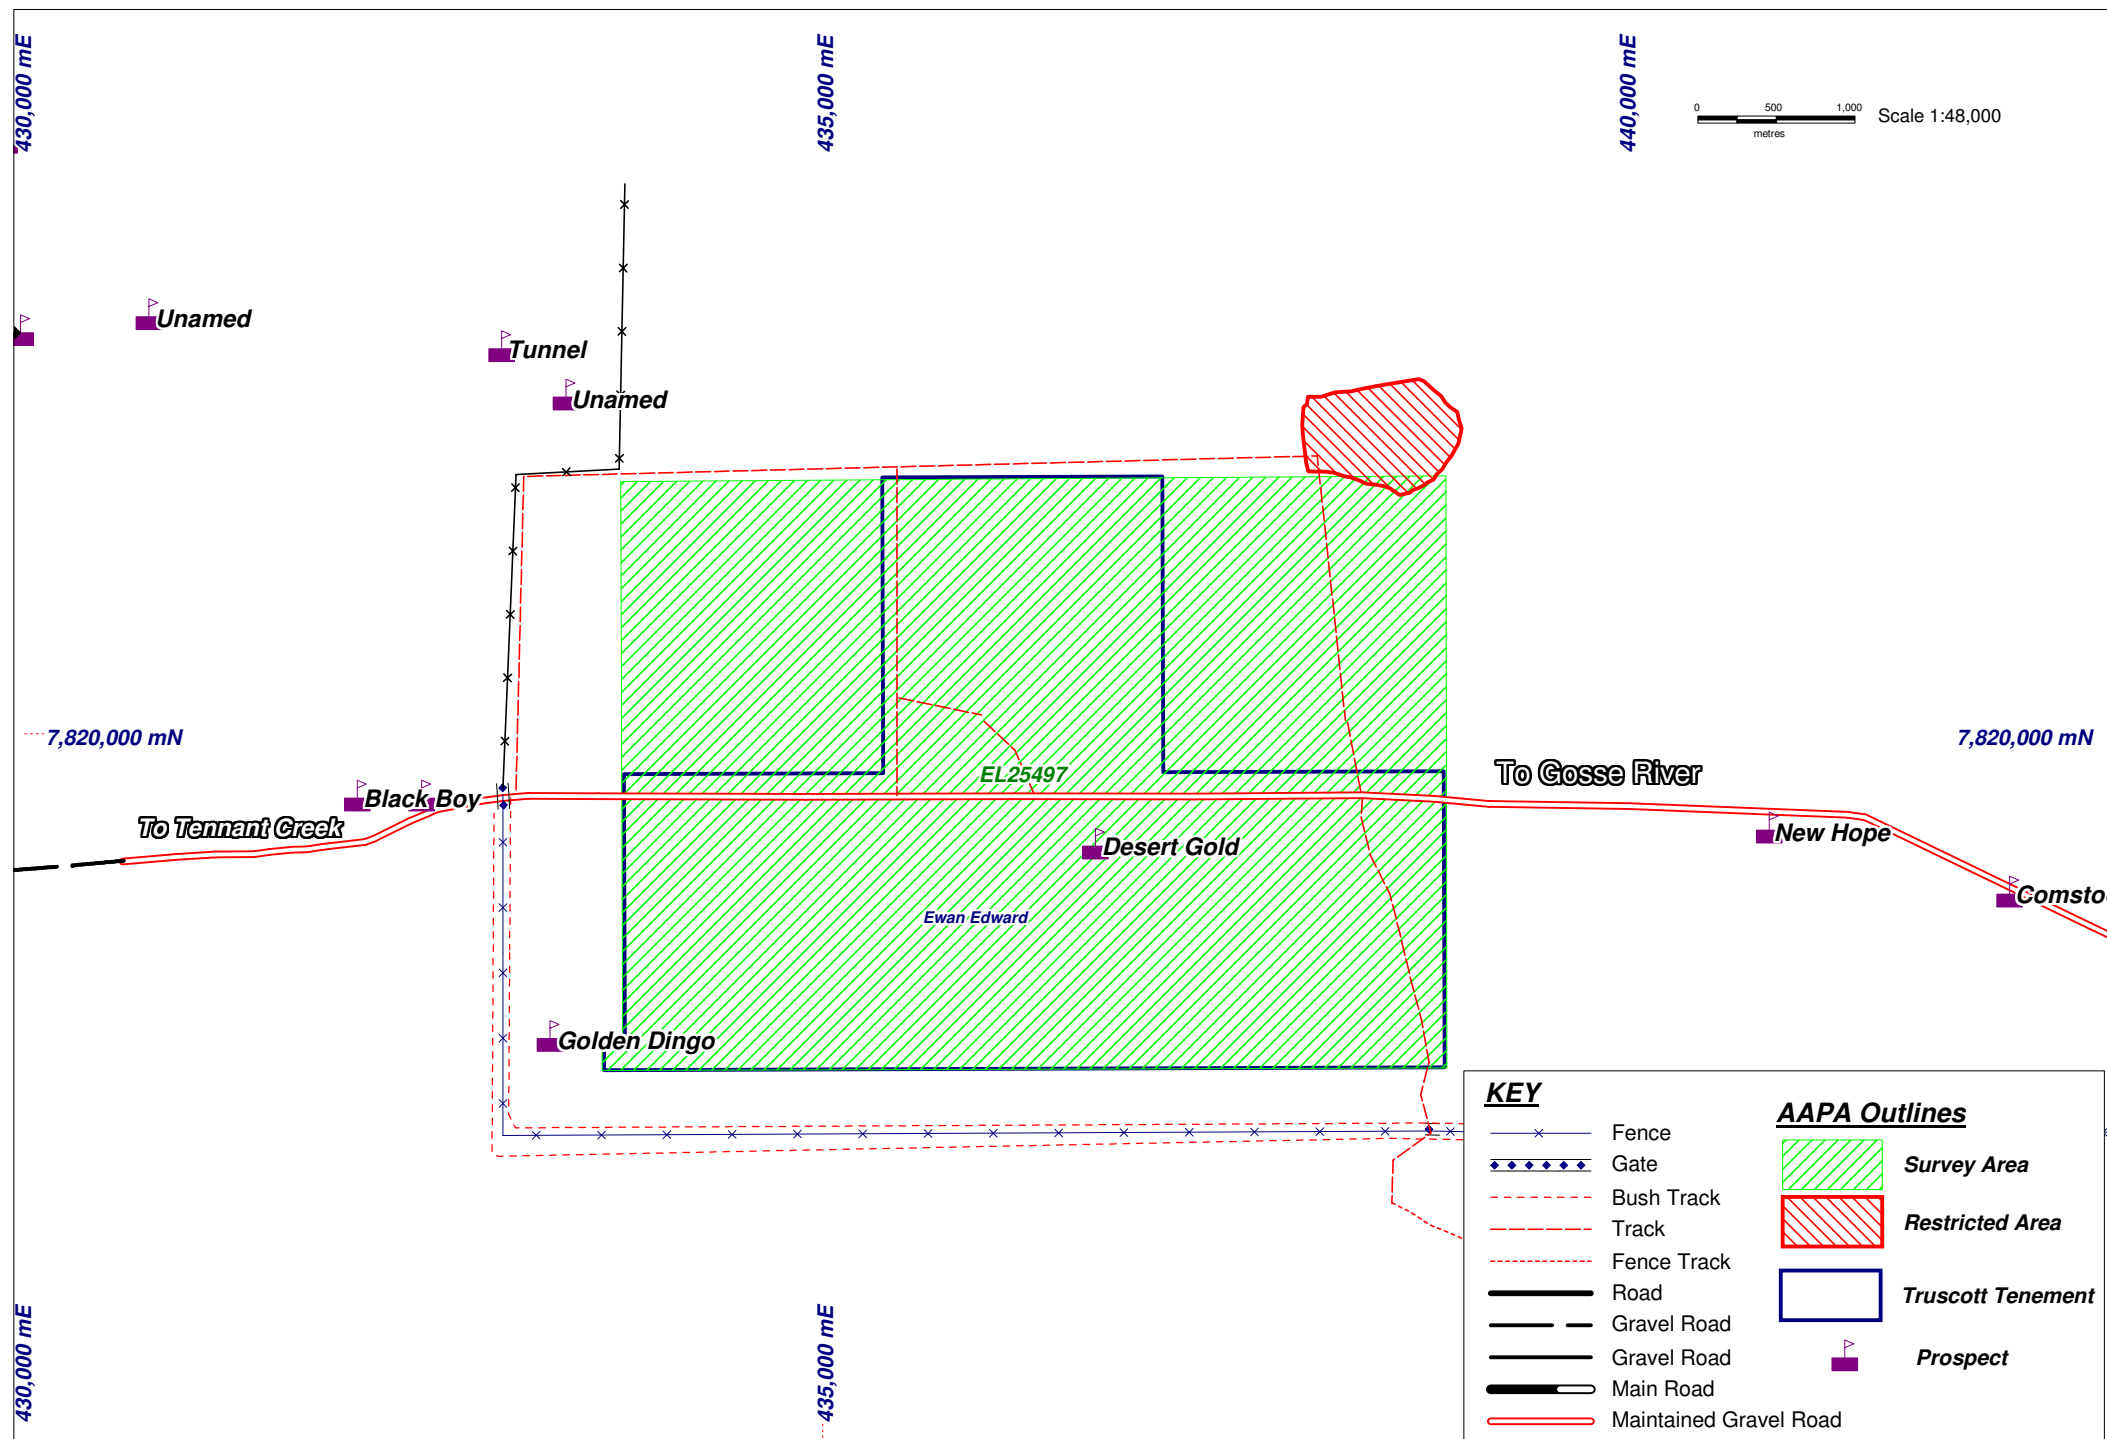 430,000 mE
435,000 mE
440,000 mE
0 500 1,000
metres
Scale 1:48,000
Unamed
Tunnel
Unamed
7,820,000 mN
7,820,000 mN
To Gosse River
EL25497
Black Boy
To Tennant Creek
New Hope
Desert Gold
Comsto
Ewan Edward
Golden Dingo
KEY
Fence
Gate
Bush Track
Track
Fence Track
Road
Gravel Road
Gravel Road
Main Road
Maintained Gravel Road
AAPA Outlines
Survey Area
Restricted Area
Truscott Tenement
Prospect
430,000 mE
435,000 mE